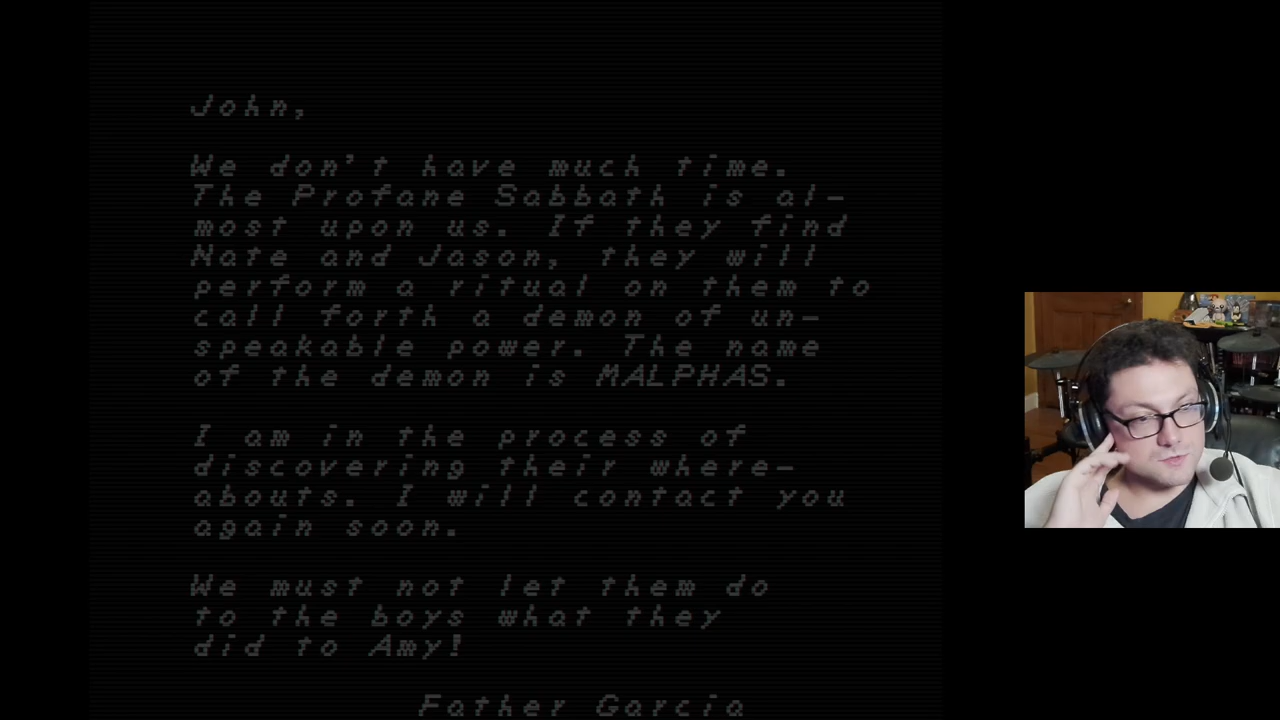 John,
We don't have much time.
The Profane Sabbath is al-
most upon us. If they find
Nate and Jason, they will
perform a ritual on them to
call forth a demon of un-
speakable power. The name
of the demon is MALPHAS.
I am in the process of
discovering their where-
abouts. I will contact you
again soon.
We must not let them do
to the boys what they
did to Amy!
Father Garcia